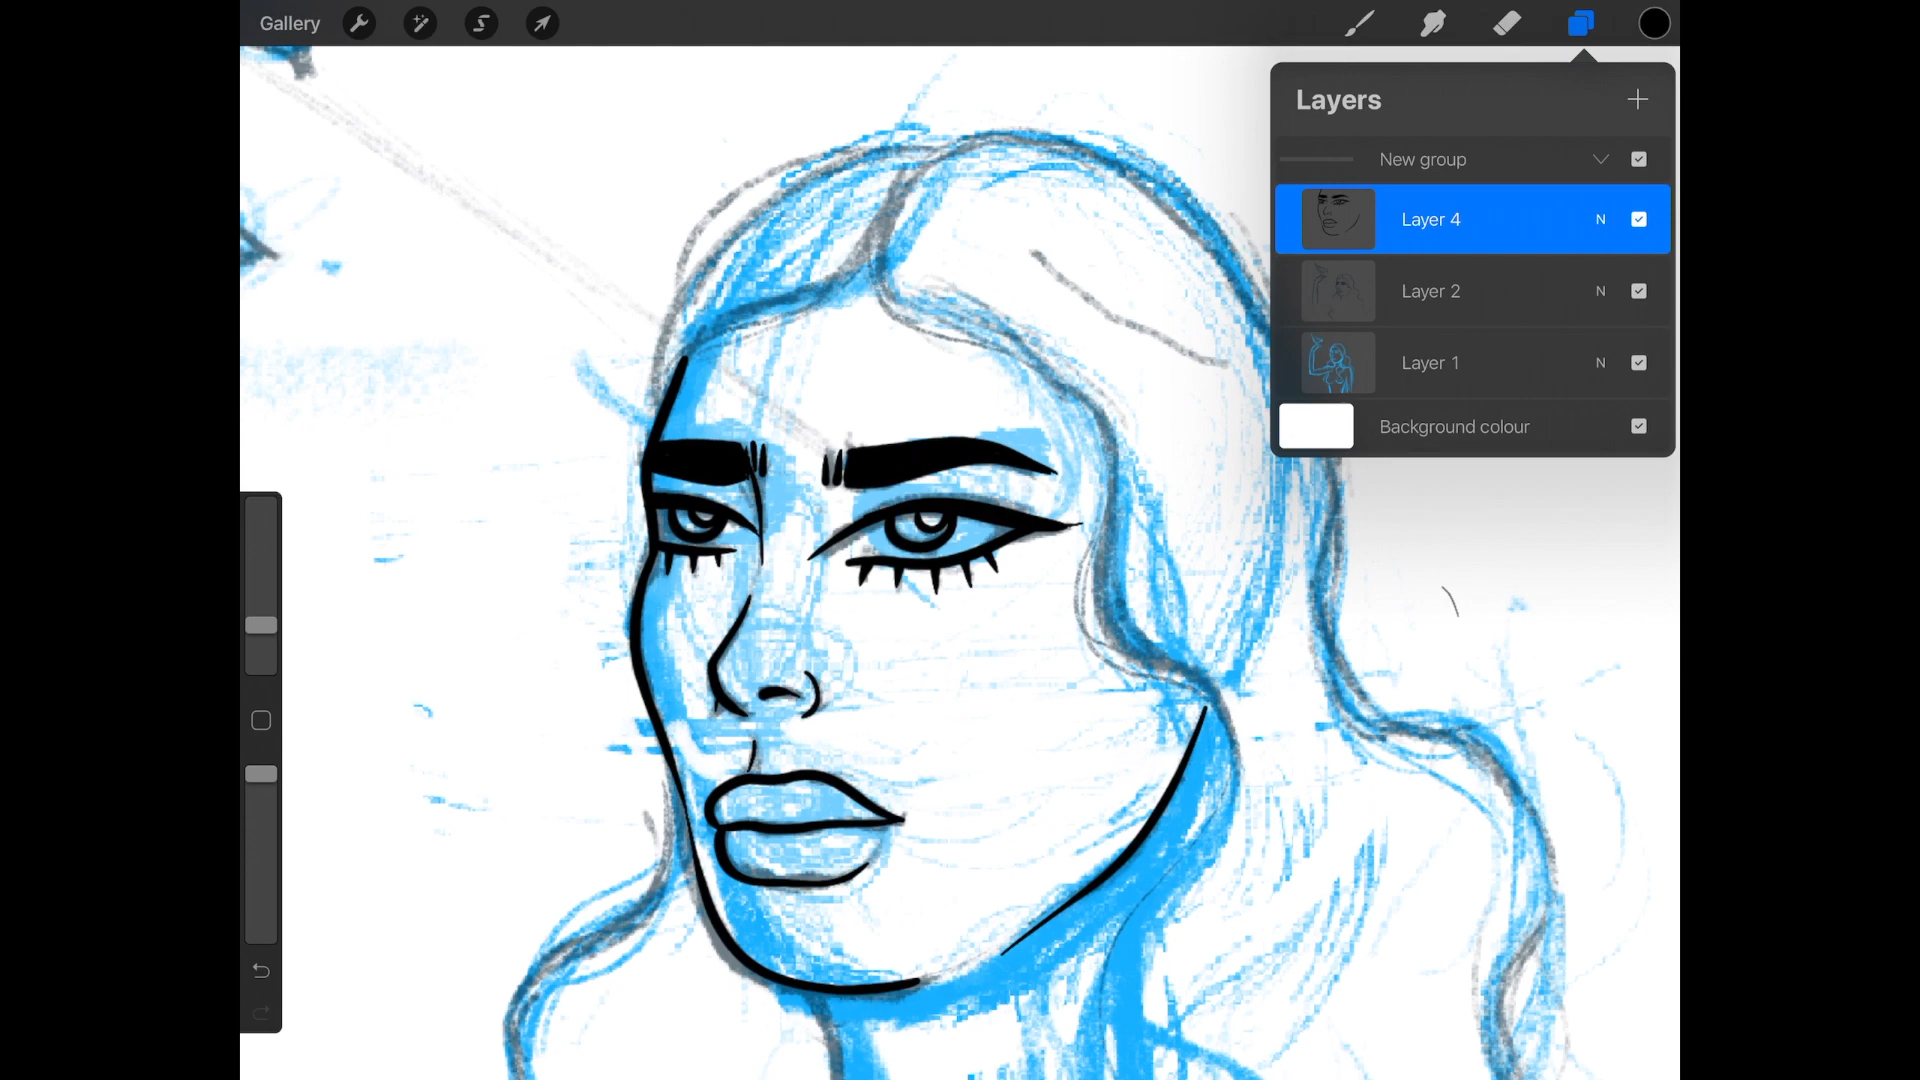 Gallery
Layers
New group
Layer 4 N
Layer 2 N
Layer 1 N
Background colour